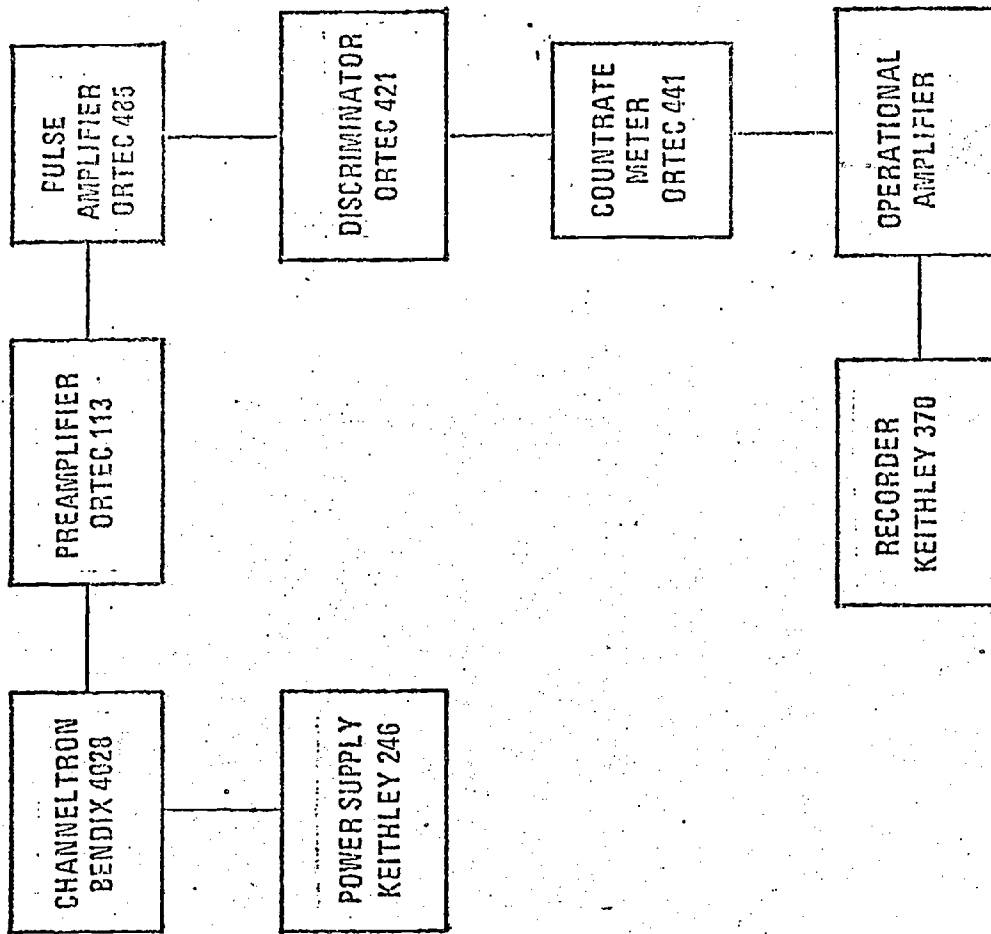 CHANNELTRON
BENDIX 4028
PREAMPLIFIER
ORTEC 113
PULSE
AMPLIFIER
ORTEC 485
POWER SUPPLY
KEITHLEY 246
DISCRIMINATOR
ORTEC 421
COUNTRATE
METER
ORTEC 441
RECORDER
KEITHLEY 370
OPERATIONAL
AMPLIFIER